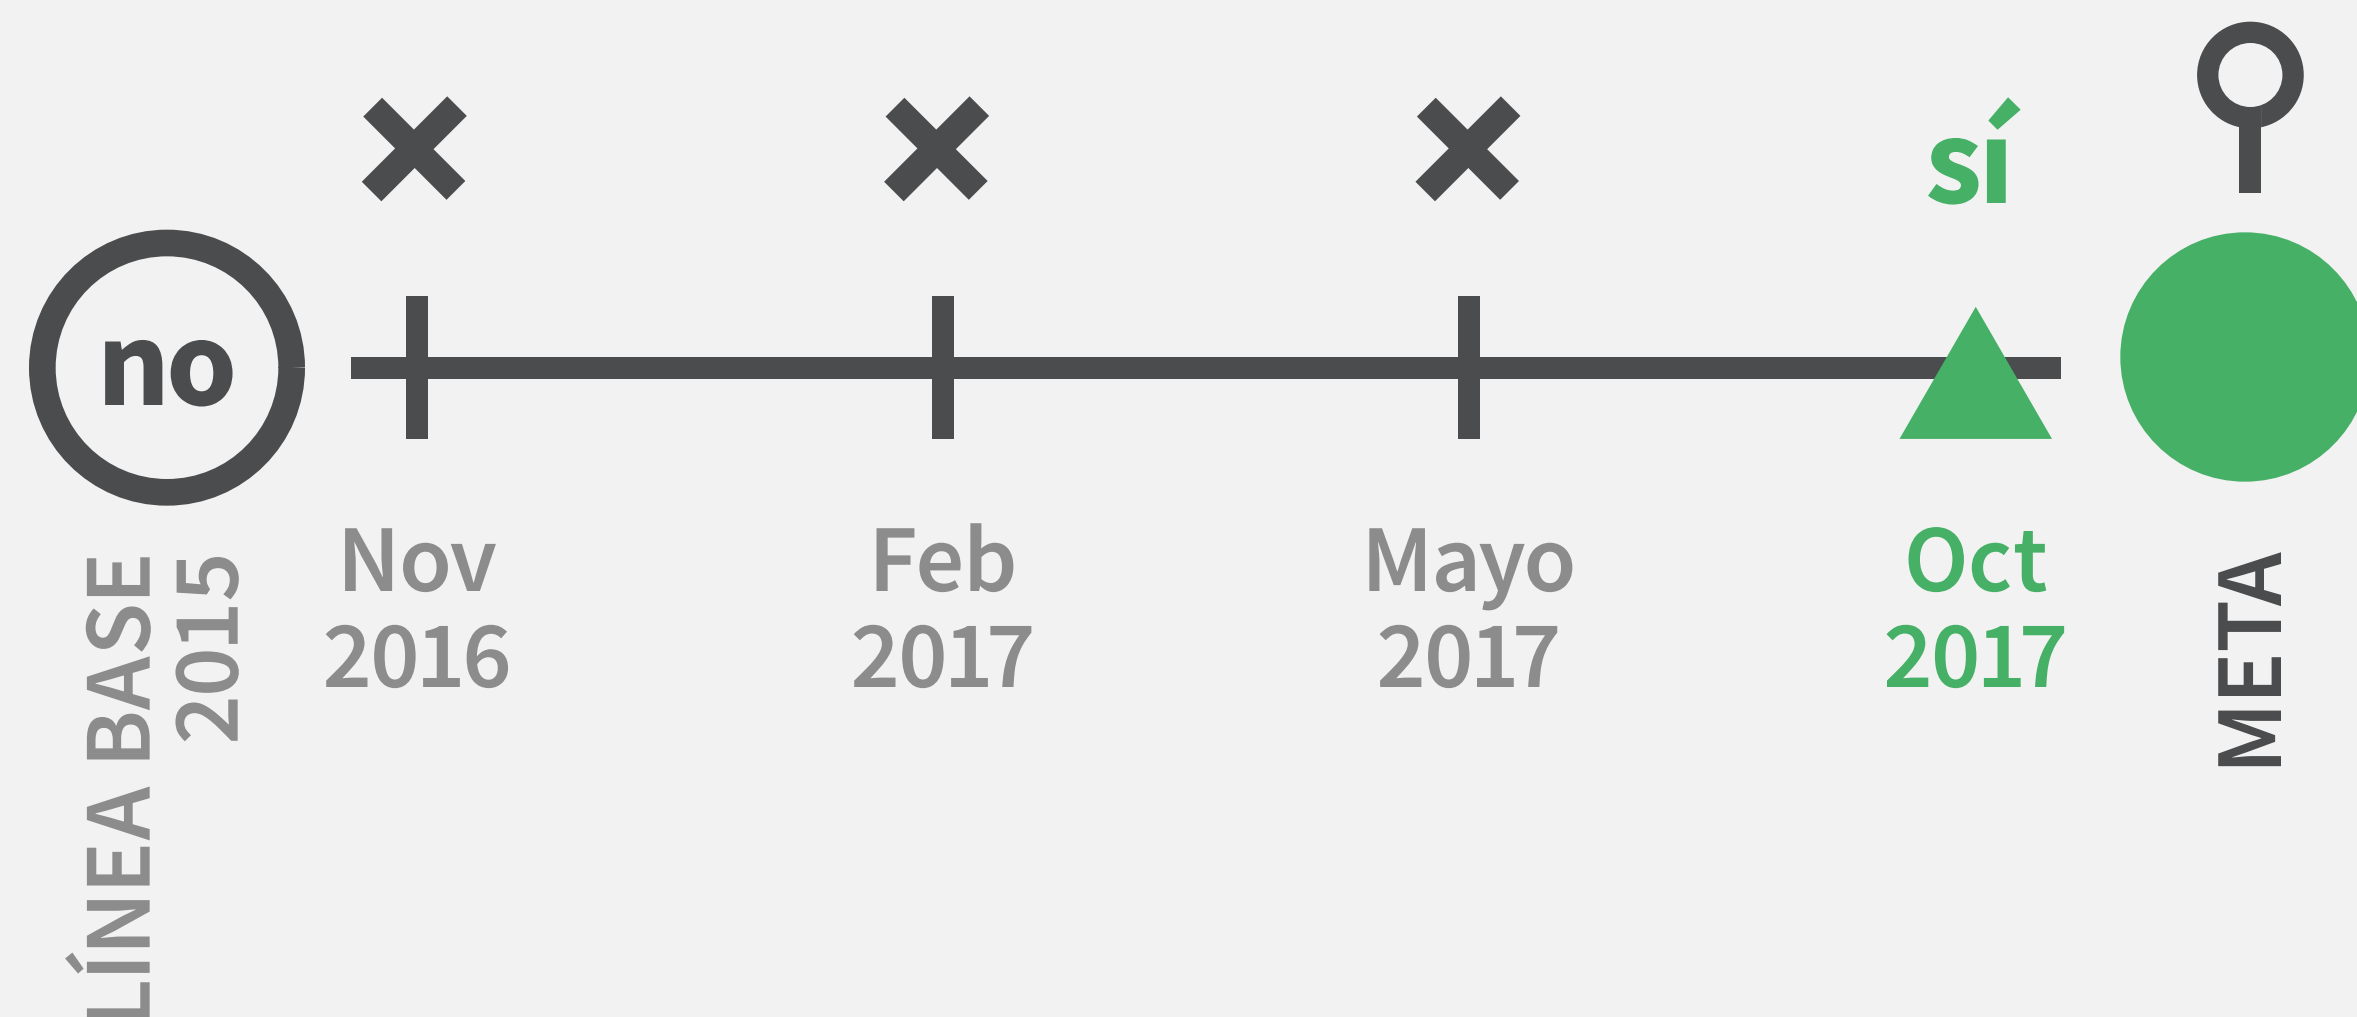 sí
no
LÍNEA BASE
2015
Nov
2016
Feb
2017
Mayo
2017
Oct
2017
META